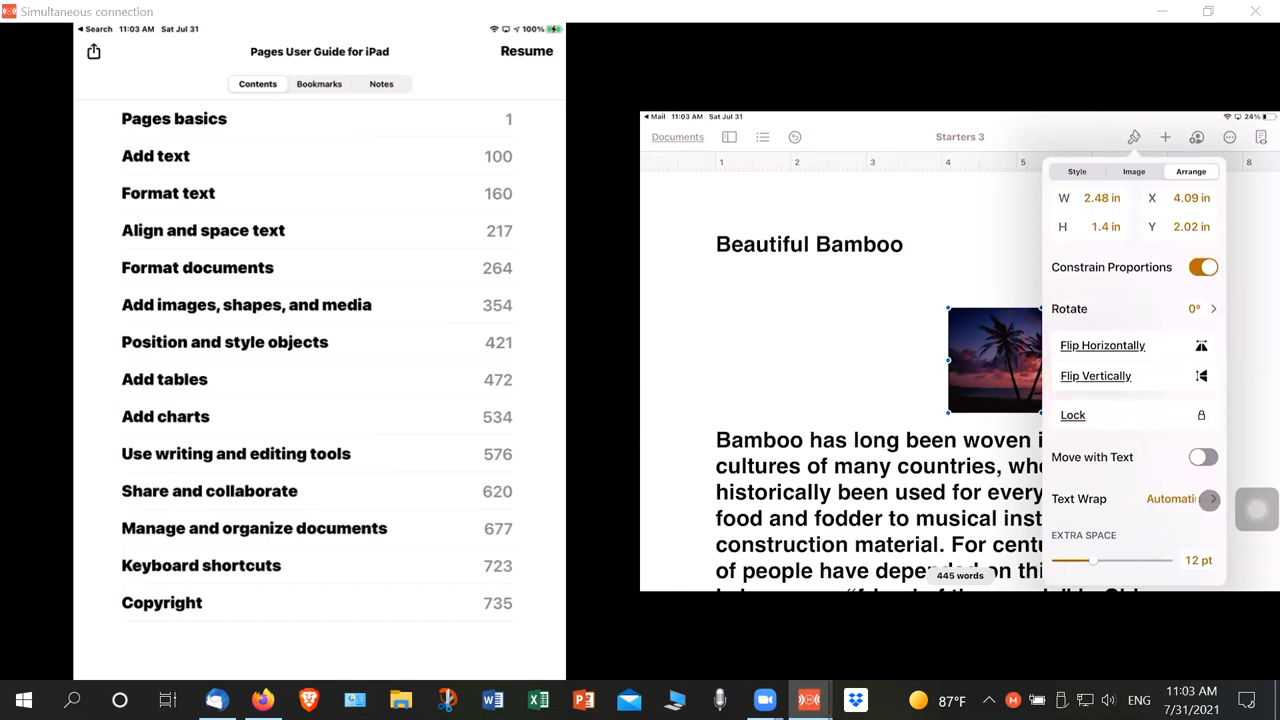 Simultaneous connection
Search 11:03 AM Sat Jul 31
100%
Pages User Guide for iPad
Resume
Contents Bookmarks Notes
Pages basics 1
Add text 100
Format text 160
Align and space text 217
Format documents 264
Add images, shapes, and media 354
Position and style objects 421
Add tables 472
Add charts 534
Use writing and editing tools 576
Share and collaborate 620
Manage and organize documents 677
Keyboard shortcuts 723
Copyright 735
Mail 11:03 AM Sat Jul 31
24%
Documents
Starters 3
1 2 3 4 5 8
Style Image Arrange
W 2.48 in X 4.09 in
H 1.4 in Y 2.02 in
Constrain Proportions
Rotate 0°
Flip Horizontally
Flip Vertically
Lock
Move with Text
Text Wrap Automati
EXTRA SPACE
12 pt
Beautiful Bamboo
Bamboo has long been woven i
cultures of many countries, whe
historically been used for every
food and fodder to musical inst
construction material. For centu
of people have depended on thi
445 words
87°F
ENG
11:03 AM
7/31/2021